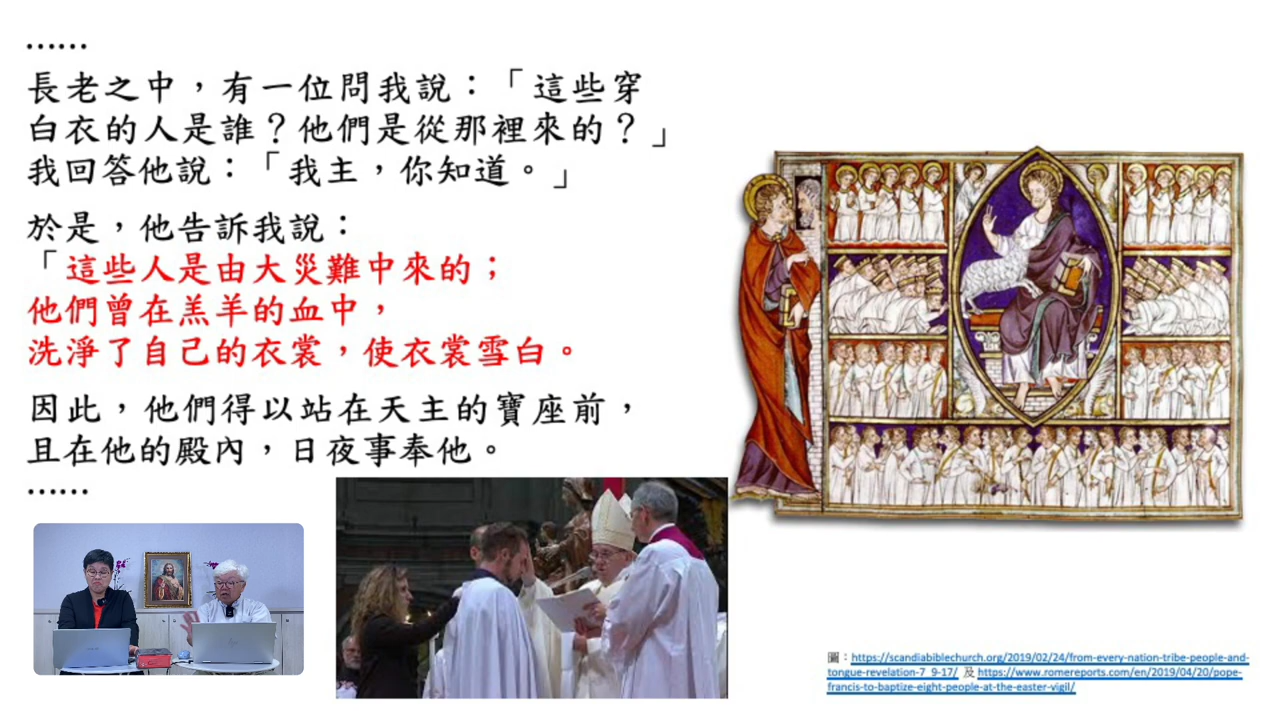 ……
長老之中，有一位問我說：「這些穿
白衣的人是誰？他們是從那裡來的？」
我回答他說：「我主，你知道。」
於是，他告訴我說：
「這些人是由大災難中來的；
他們曾在羔羊的血中，
洗淨了自己的衣裳，使衣裳雪白。
因此，他們得以站在天主的寶座前，
且在他的殿內，日夜事奉他。
……
圖：https://scandiabiblechurch.org/2019/02/24/from-every-nation-tribe-people-and-
tongue-revelation-7_9-17/ 及 https://www.romereports.com/en/2019/04/20/pope-
francis-to-baptize-eight-people-at-the-easter-vigil/